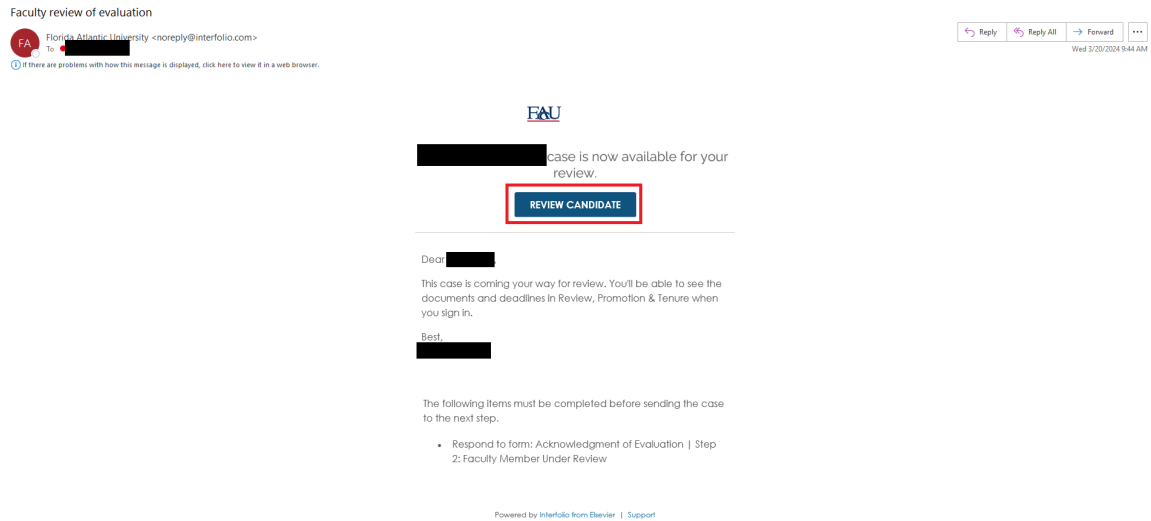 Faculty review of evaluation
FA
Florida Atlantic University <noreply@interfolio.com>
To
If there are problems with how this message is displayed, click here to view it in a web browser.
Reply
Reply All
Forward
Wed 3/20/2024 9:44 AM
FAU
case is now available for your
review.
REVIEW CANDIDATE
Dear
This case is coming your way for review. You'll be able to see the
documents and deadlines in Review, Promotion & Tenure when
you sign in.
Best,
The following items must be completed before sending the case
to the next step.
• Respond to form: Acknowledgment of Evaluation | Step
2: Faculty Member Under Review
Powered by Interfolio from Elsevier | Support